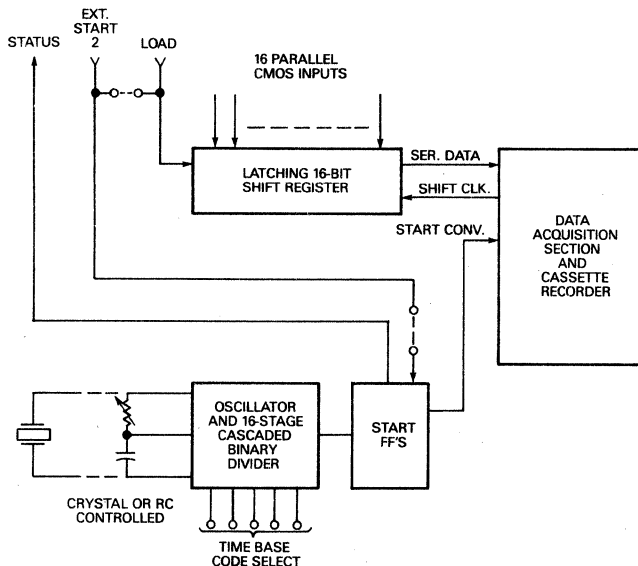 STATUS
EXT.
START
2
LOAD
16 PARALLEL
CMOS INPUTS
LATCHING 16-BIT
SHIFT REGISTER
SER. DATA
SHIFT CLK.
START CONV.
DATA
ACQUISITION
SECTION
AND
CASSETTE
RECORDER
OSCILLATOR
AND 16-STAGE
CASCADED
BINARY
DIVIDER
START
FF'S
CRYSTAL OR RC
CONTROLLED
TIME BASE
CODE SELECT